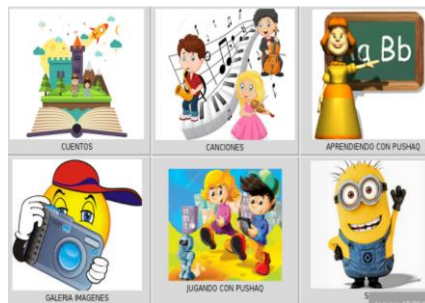 a Bb
CUENTOS
CANCIONES
APRENDIENDO CON PUSHAQ
GALERIA IMAGENES
JUGANDO CON PUSHAQ